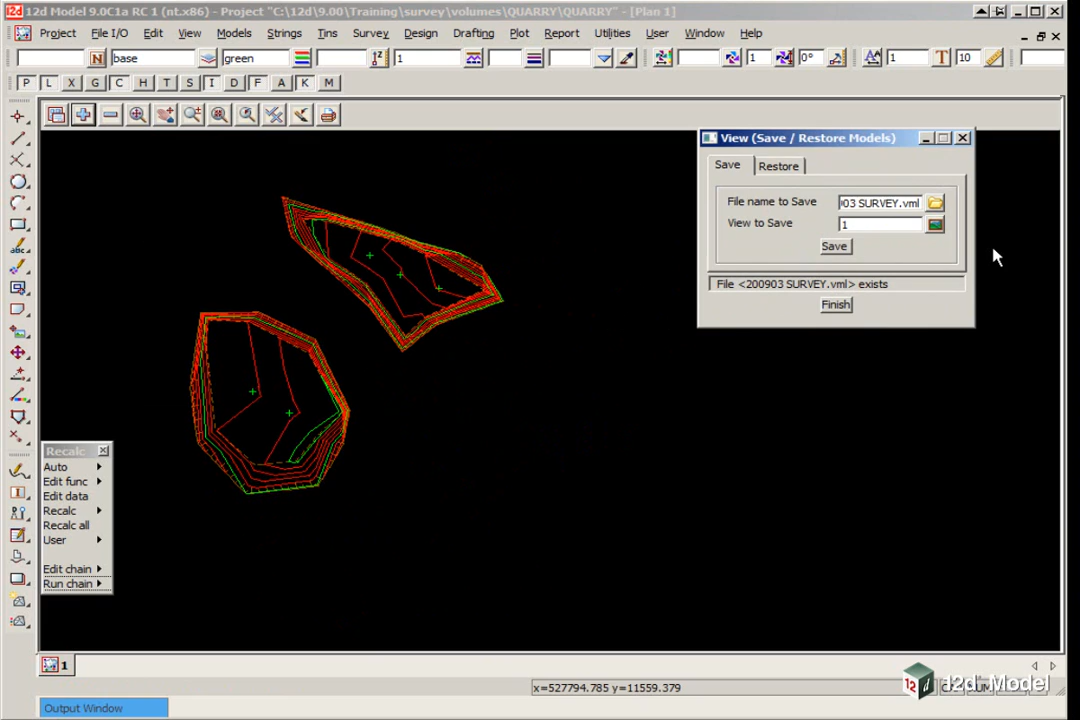 12d Model 9.0C1a RC 1 (nt.x86) - Project "C:\12d\9.00\Training\survey\volumes\QUARRY\QUARRY" - [Plan 1]
Project File I/O Edit View Models Strings Tins Survey Design Drafting Plot Report Utilities User Window Help
N base green 1 1 0° 1 T 10
P L X G C H T S I D F A K M
View (Save / Restore Models)
Save Restore
File name to Save 03 SURVEY.vml
View to Save 1
Save
File <200903 SURVEY.vml> exists
Finish
Recalc
Auto
Edit func
Edit data
Recalc
Recalc all
User
Edit chain
Run chain
1
x=527794.785 y=11559.379
12d Model
Output Window